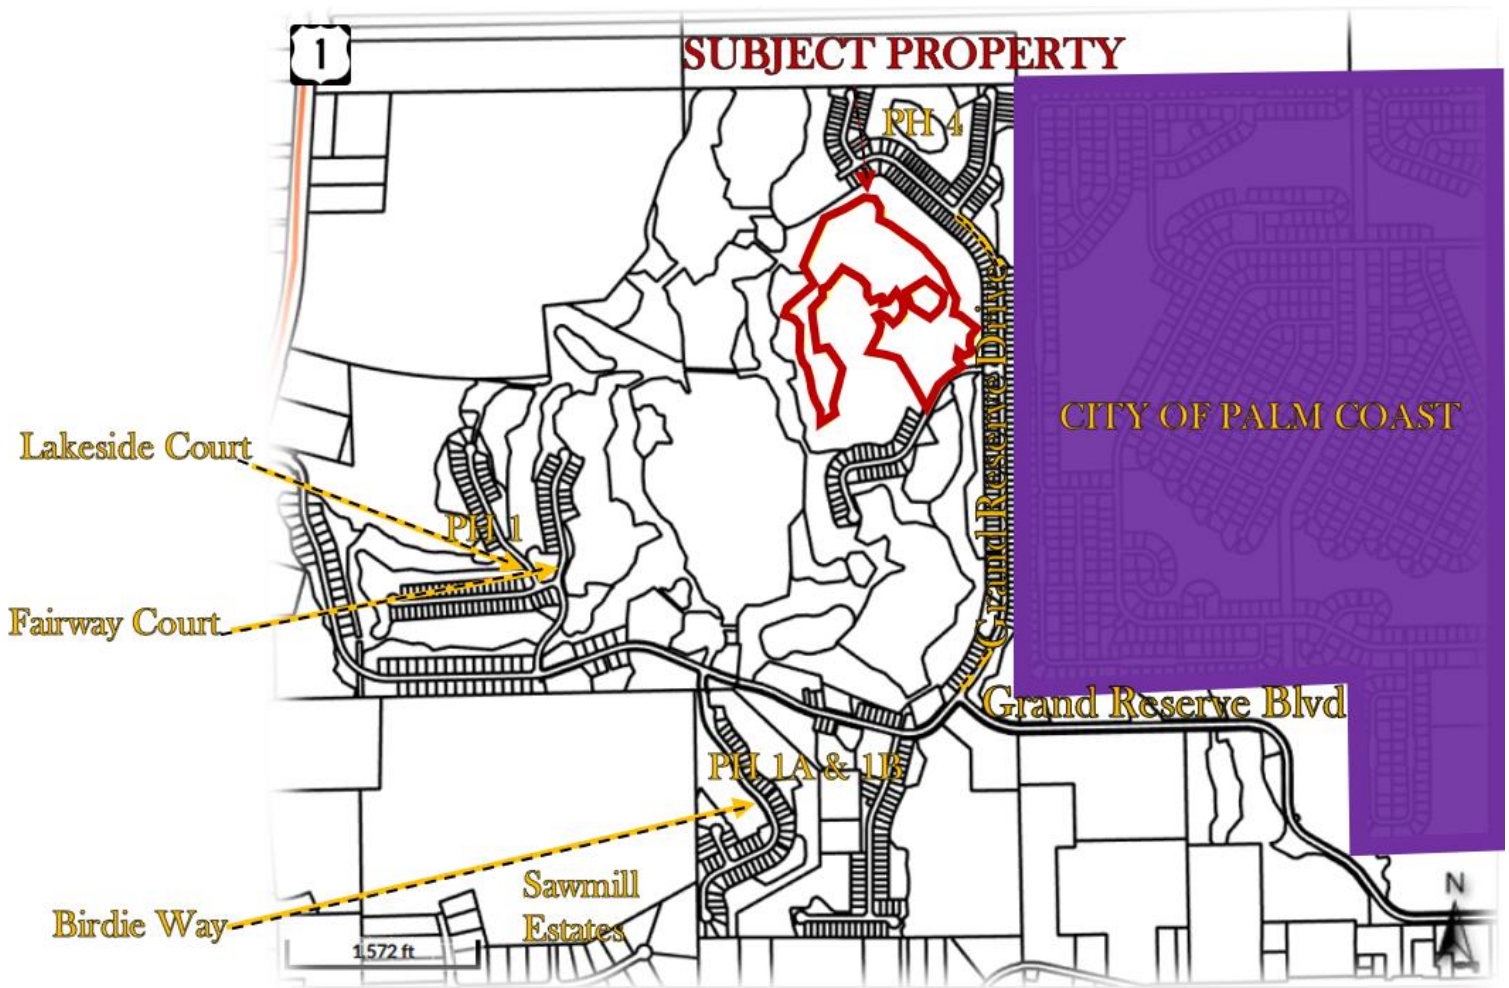 1
SUBJECT PROPERTY
PH 4
Grand Reserve Drive
CITY OF PALM COAST
Lakeside Court
PH 1
Fairway Court
Grand Reserve Blvd
PH 1A & 1B
Birdie Way
Sawmill
Estates
N
1,572 ft